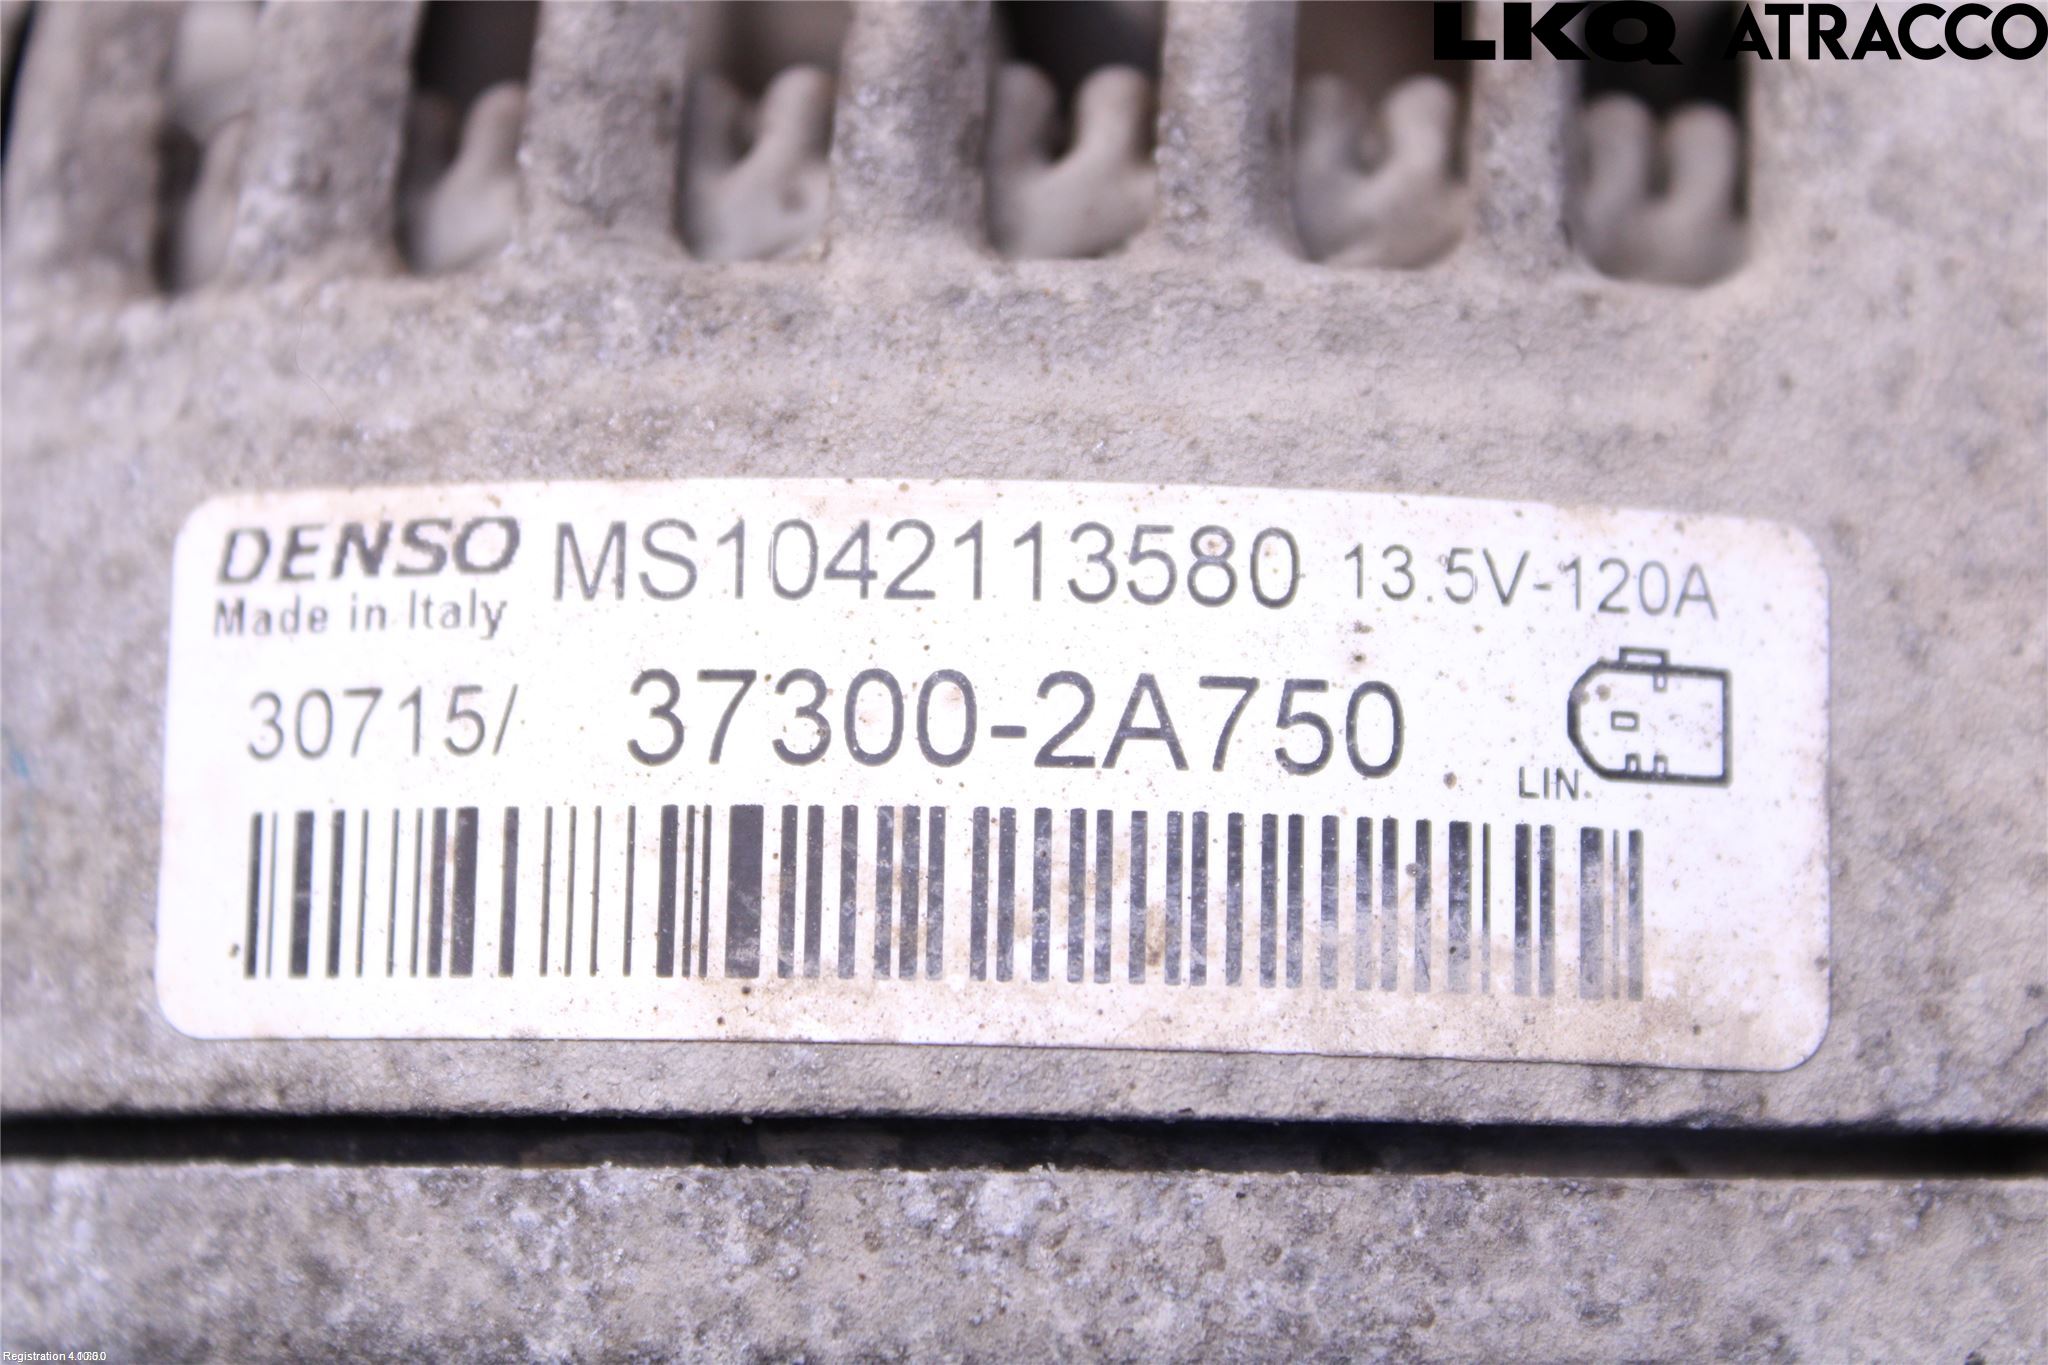 LKQ ATRACCO
DENSO MS1042113580 13.5V-120A
Made in Italy
30715/ 37300-2A750
LIN.